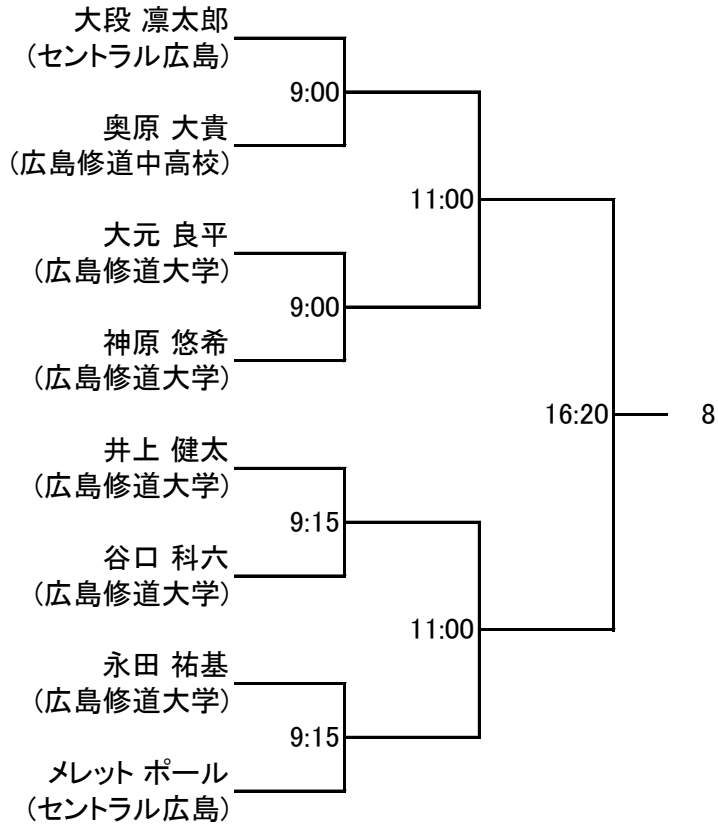 大段 凛太郎
(セントラル広島)
9:00
奥原 大貴
(広島修道中高校)
11:00
大元 良平
(広島修道大学)
9:00
神原 悠希
(広島修道大学)
16:20
8
井上 健太
(広島修道大学)
9:15
谷口 科六
(広島修道大学)
11:00
永田 祐基
(広島修道大学)
9:15
メレット ポール
(セントラル広島)